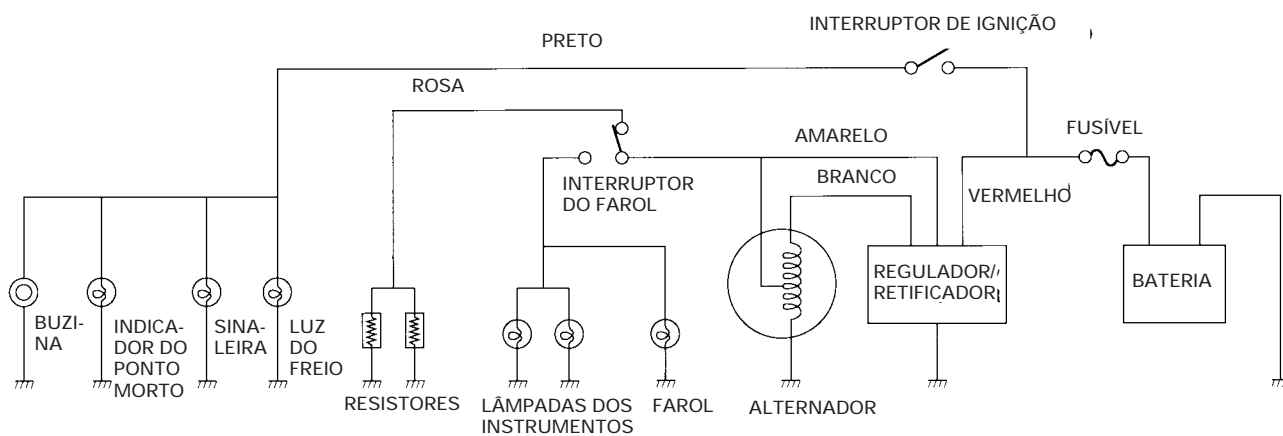 INTERRUPTOR DE IGNIÇÃO
PRETO
ROSA
AMARELO
FUSÍVEL
BRANCO
INTERRUPTOR
DO FAROL
VERMELHO
REGULADOR/
RETIFICADOR
BATERIA
BUZI-
NA
INDICA-
DOR DO
PONTO
MORTO
SINA-
LEIRA
LUZ
DO
FREIO
RESISTORES
LÂMPADAS DOS
INSTRUMENTOS
FAROL
ALTERNADOR